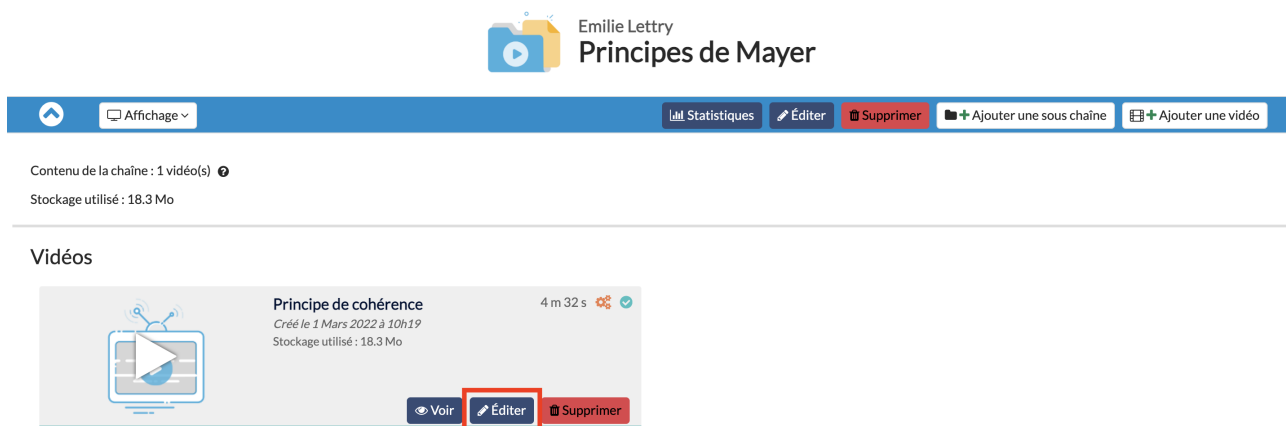 Emilie Lettry
Principes de Mayer
Affichage
Statistiques
Éditer
Supprimer
Ajouter une sous chaîne
Ajouter une vidéo
Contenu de la chaîne : 1 vidéo(s)
Stockage utilisé : 18.3 Mo
Vidéos
Principe de cohérence
4 m 32 s
Créé le 1 Mars 2022 à 10h19
Stockage utilisé : 18.3 Mo
Voir
Éditer
Supprimer